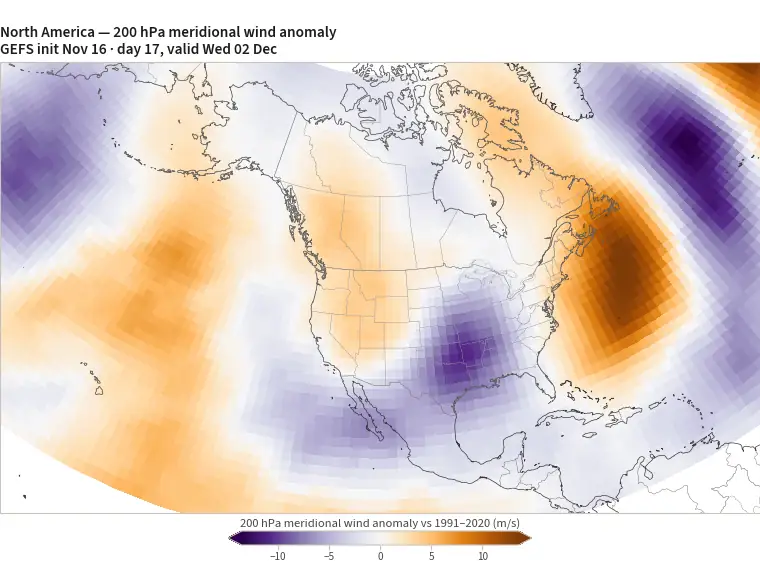 North America — 200 hPa meridional wind anomaly
GEFS init Nov 16 · day 17, valid Wed 02 Dec
200 hPa meridional wind anomaly vs 1991–2020 (m/s)
−10 −5 0 5 10